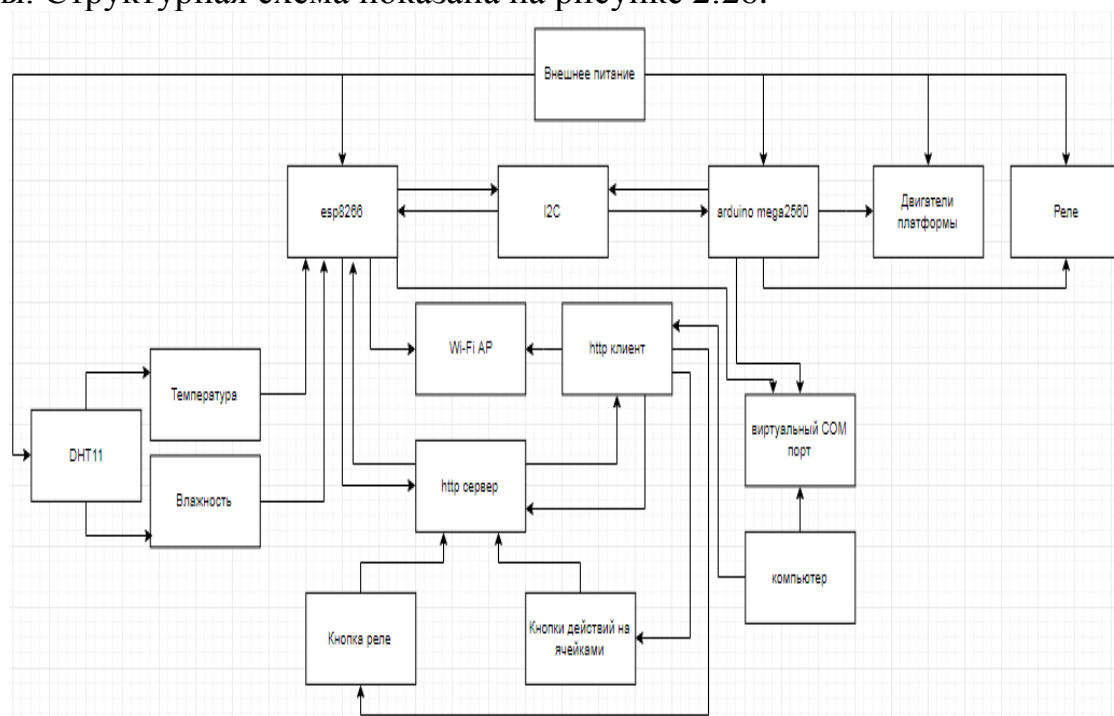 ы. Структурная схема показана на рисунке 2.28.
Внешнее питание
esp8266
I2C
arduino mega2560
Двигатели
платформы
Реле
Wi-Fi AP
http клиент
Температура
виртуальный COM
порт
DHT11
Влажность
http сервер
компьютер
Кнопка реле
Кнопки действий на
ячейками